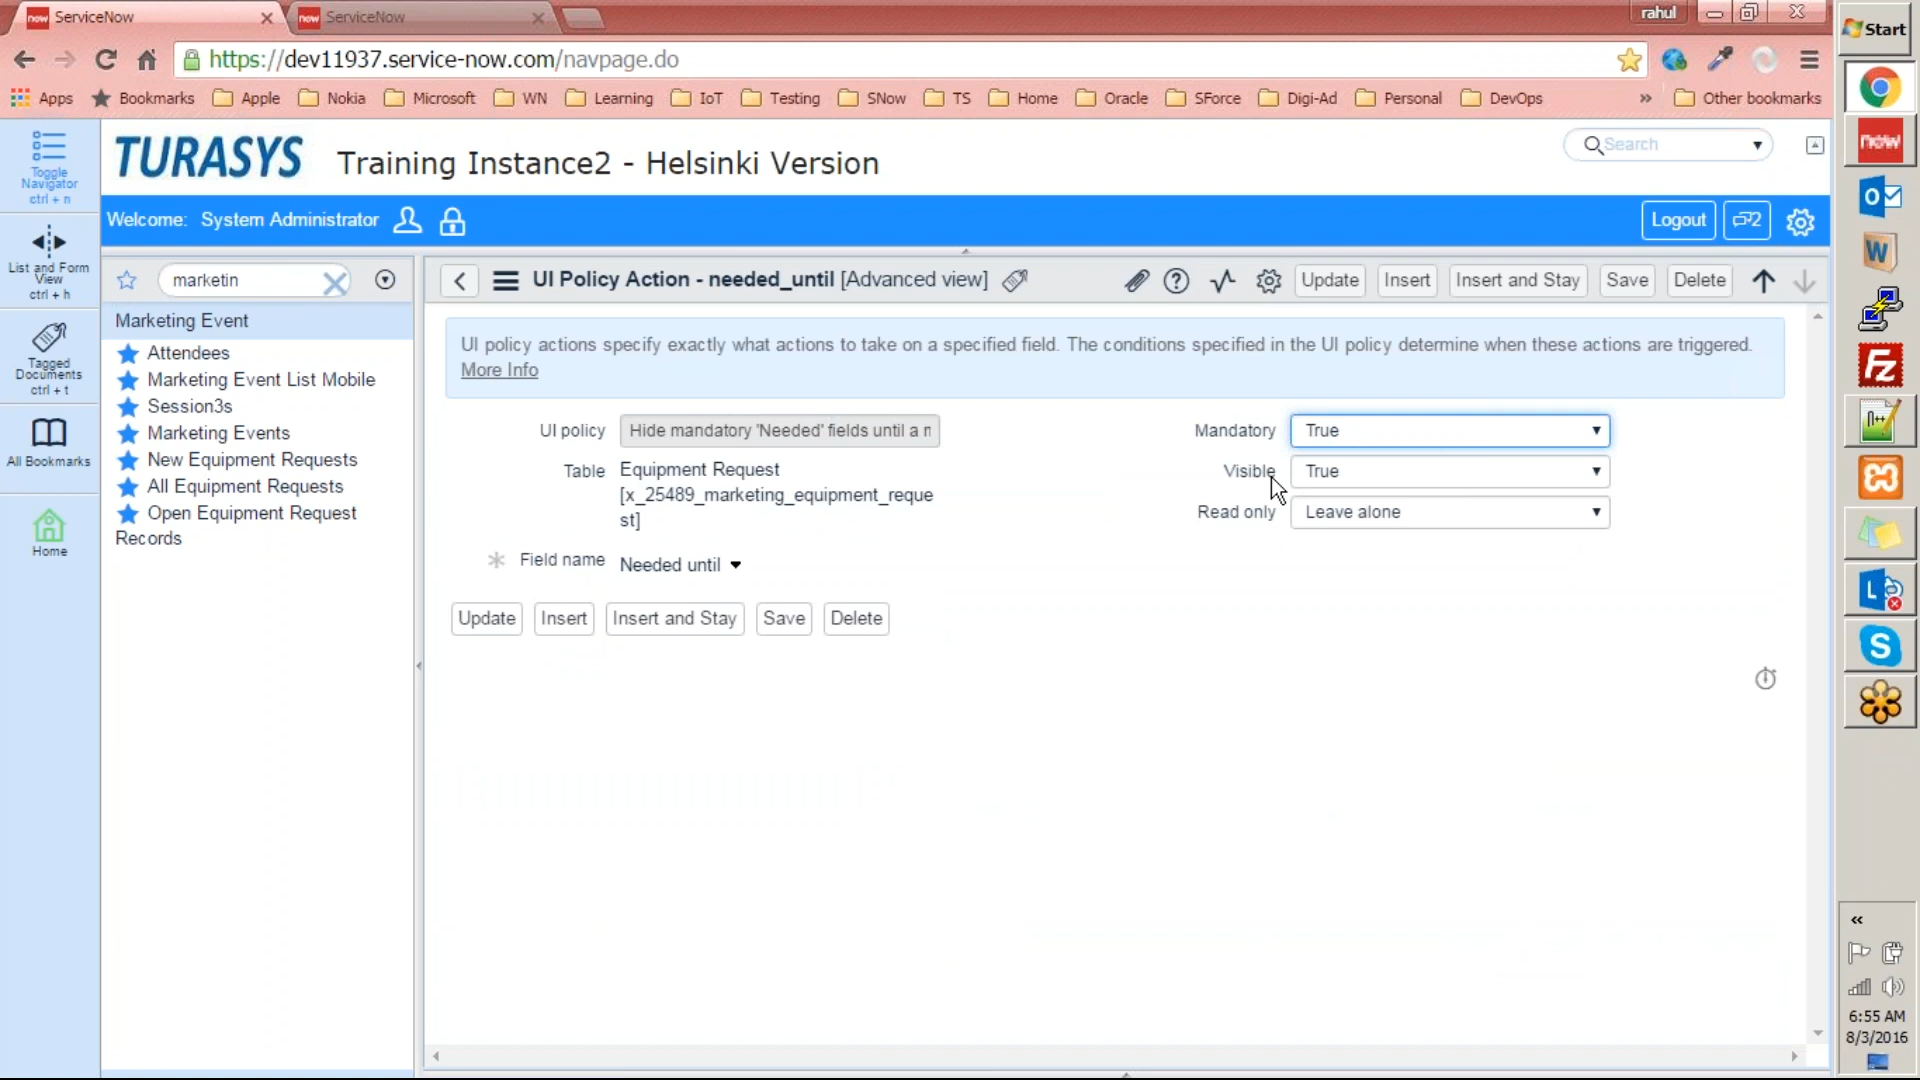 now ServiceNow
now ServiceNow
rahul
Start
https://dev11937.service-now.com/navpage.do
Apps Bookmarks Apple Nokia Microsoft WN Learning IoT Testing SNow TS Home Oracle SForce Digi-Ad Personal DevOps » Other bookmarks
Toggle
Navigator
ctrl + n
TURASYS Training Instance2 - Helsinki Version
Search
now
Welcome: System Administrator
Logout
2
List and Form
View
ctrl + h
marketin
UI Policy Action - needed_until [Advanced view]
Update Insert Insert and Stay Save Delete
Marketing Event
Attendees
Marketing Event List Mobile
Session3s
Marketing Events
New Equipment Requests
All Equipment Requests
Open Equipment Request
Records
Tagged
Documents
ctrl + t
All Bookmarks
Home
UI policy actions specify exactly what actions to take on a specified field. The conditions specified in the UI policy determine when these actions are triggered.
More Info
UI policy Hide mandatory 'Needed' fields until a n
Table Equipment Request
[x_25489_marketing_equipment_reque
st]
Field name Needed until
Mandatory True
Visible True
Read only Leave alone
Update Insert Insert and Stay Save Delete
«
6:55 AM
8/3/2016